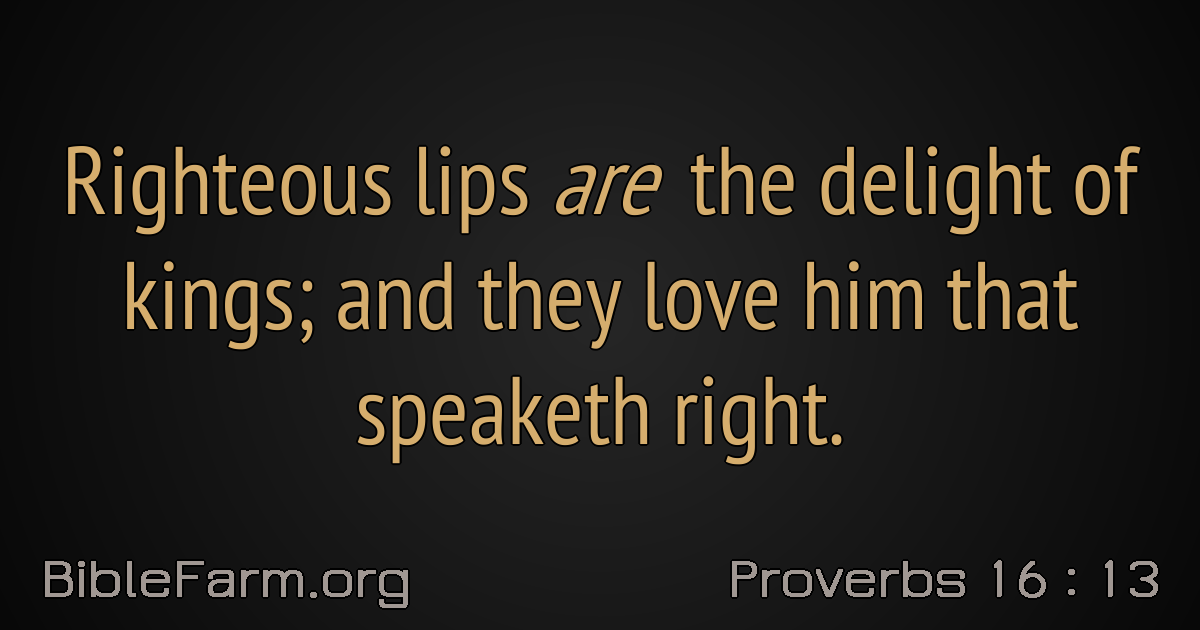 Righteous lips are the delight of
kings; and they love him that
speaketh right.
BibleFarm.org
Proverbs 16 : 13